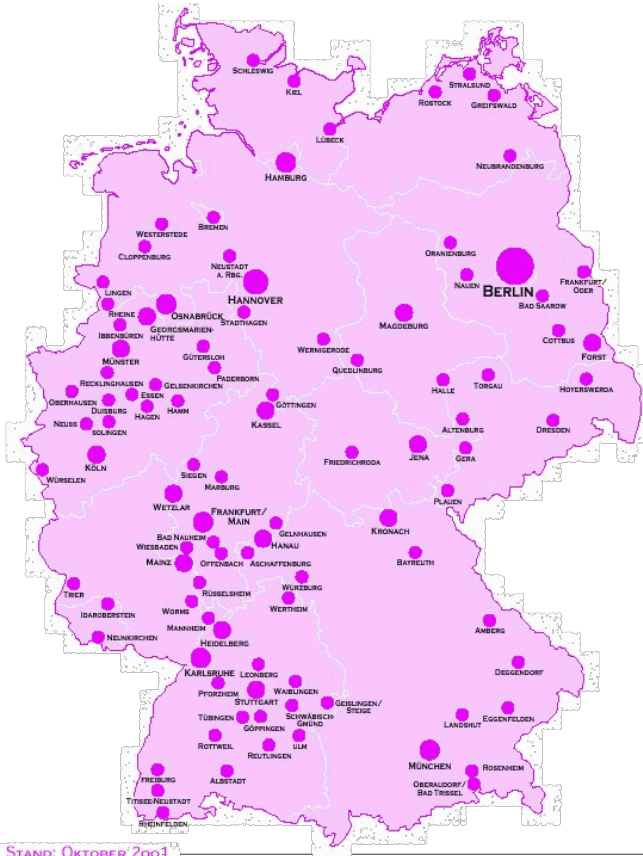 SCHLESWIG
KIEL
STRALSUND
ROSTOCK
GREIFSWALD
LÜBECK
HAMBURG
NEUBRANDENBURG
BREMEN
WESTERSTEDE
CLOPPENBURG
ORANIENBURG
NEUSTADT
A. RBG.
BERLIN
NAUEN
FRANKFURT/
ODER
LINGEN
HANNOVER
BAD SAAROW
RHEINE
OSNABRÜCK
STADTHAGEN
MAGDEBURG
IBBENBÜREN
GEORGSMARIEN-
HÜTTE
COTTBUS
FORST
MÜNSTER
GÜTERSLOH
WERNIGERODE
QUEDLINBURG
PADERBORN
RECKLINGHAUSEN
GELSENKIRCHEN
HALLE
TORGAU
HOYERSWERDA
OBERHAUSEN
ESSEN
DUISBURG
HAGEN
HAMM
GÖTTINGEN
KASSEL
NEUSS
SOLINGEN
ALTENBURG
DRESDEN
KÖLN
FRIEDRICHRODA
JENA
GERA
WÜRSELEN
SIEGEN
MARBURG
PLAUEN
WETZLAR
FRANKFURT/
MAIN
GELNHAUSEN
KRONACH
BAD NAUHEIM
HANAU
WIESBADEN
OFFENBACH
ASCHAFFENBURG
MAINZ
BAYREUTH
TRIER
RÜSSELSHEIM
WÜRZBURG
IDAROBERSTEIN
WORMS
WERTHEIM
MANNHEIM
NEUNKIRCHEN
HEIDELBERG
AMBERG
KARLSRUHE
LEONBERG
DEGGENDORF
PFORZHEIM
WAIBLINGEN
STUTTGART
GEISLINGEN/
STEIGE
TÜBINGEN
GÖPPINGEN
SCHWÄBISCH-
GMÜND
LANDSHUT
EGGENFELDEN
ROTTWEIL
REUTLINGEN
ULM
MÜNCHEN
ROSENHEIM
FREIBURG
ALBSTADT
OBERAUDORF/
BAD TRISSEL
TITISEE-NEUSTADT
RHEINFELDEN
STAND: OKTOBER 2001